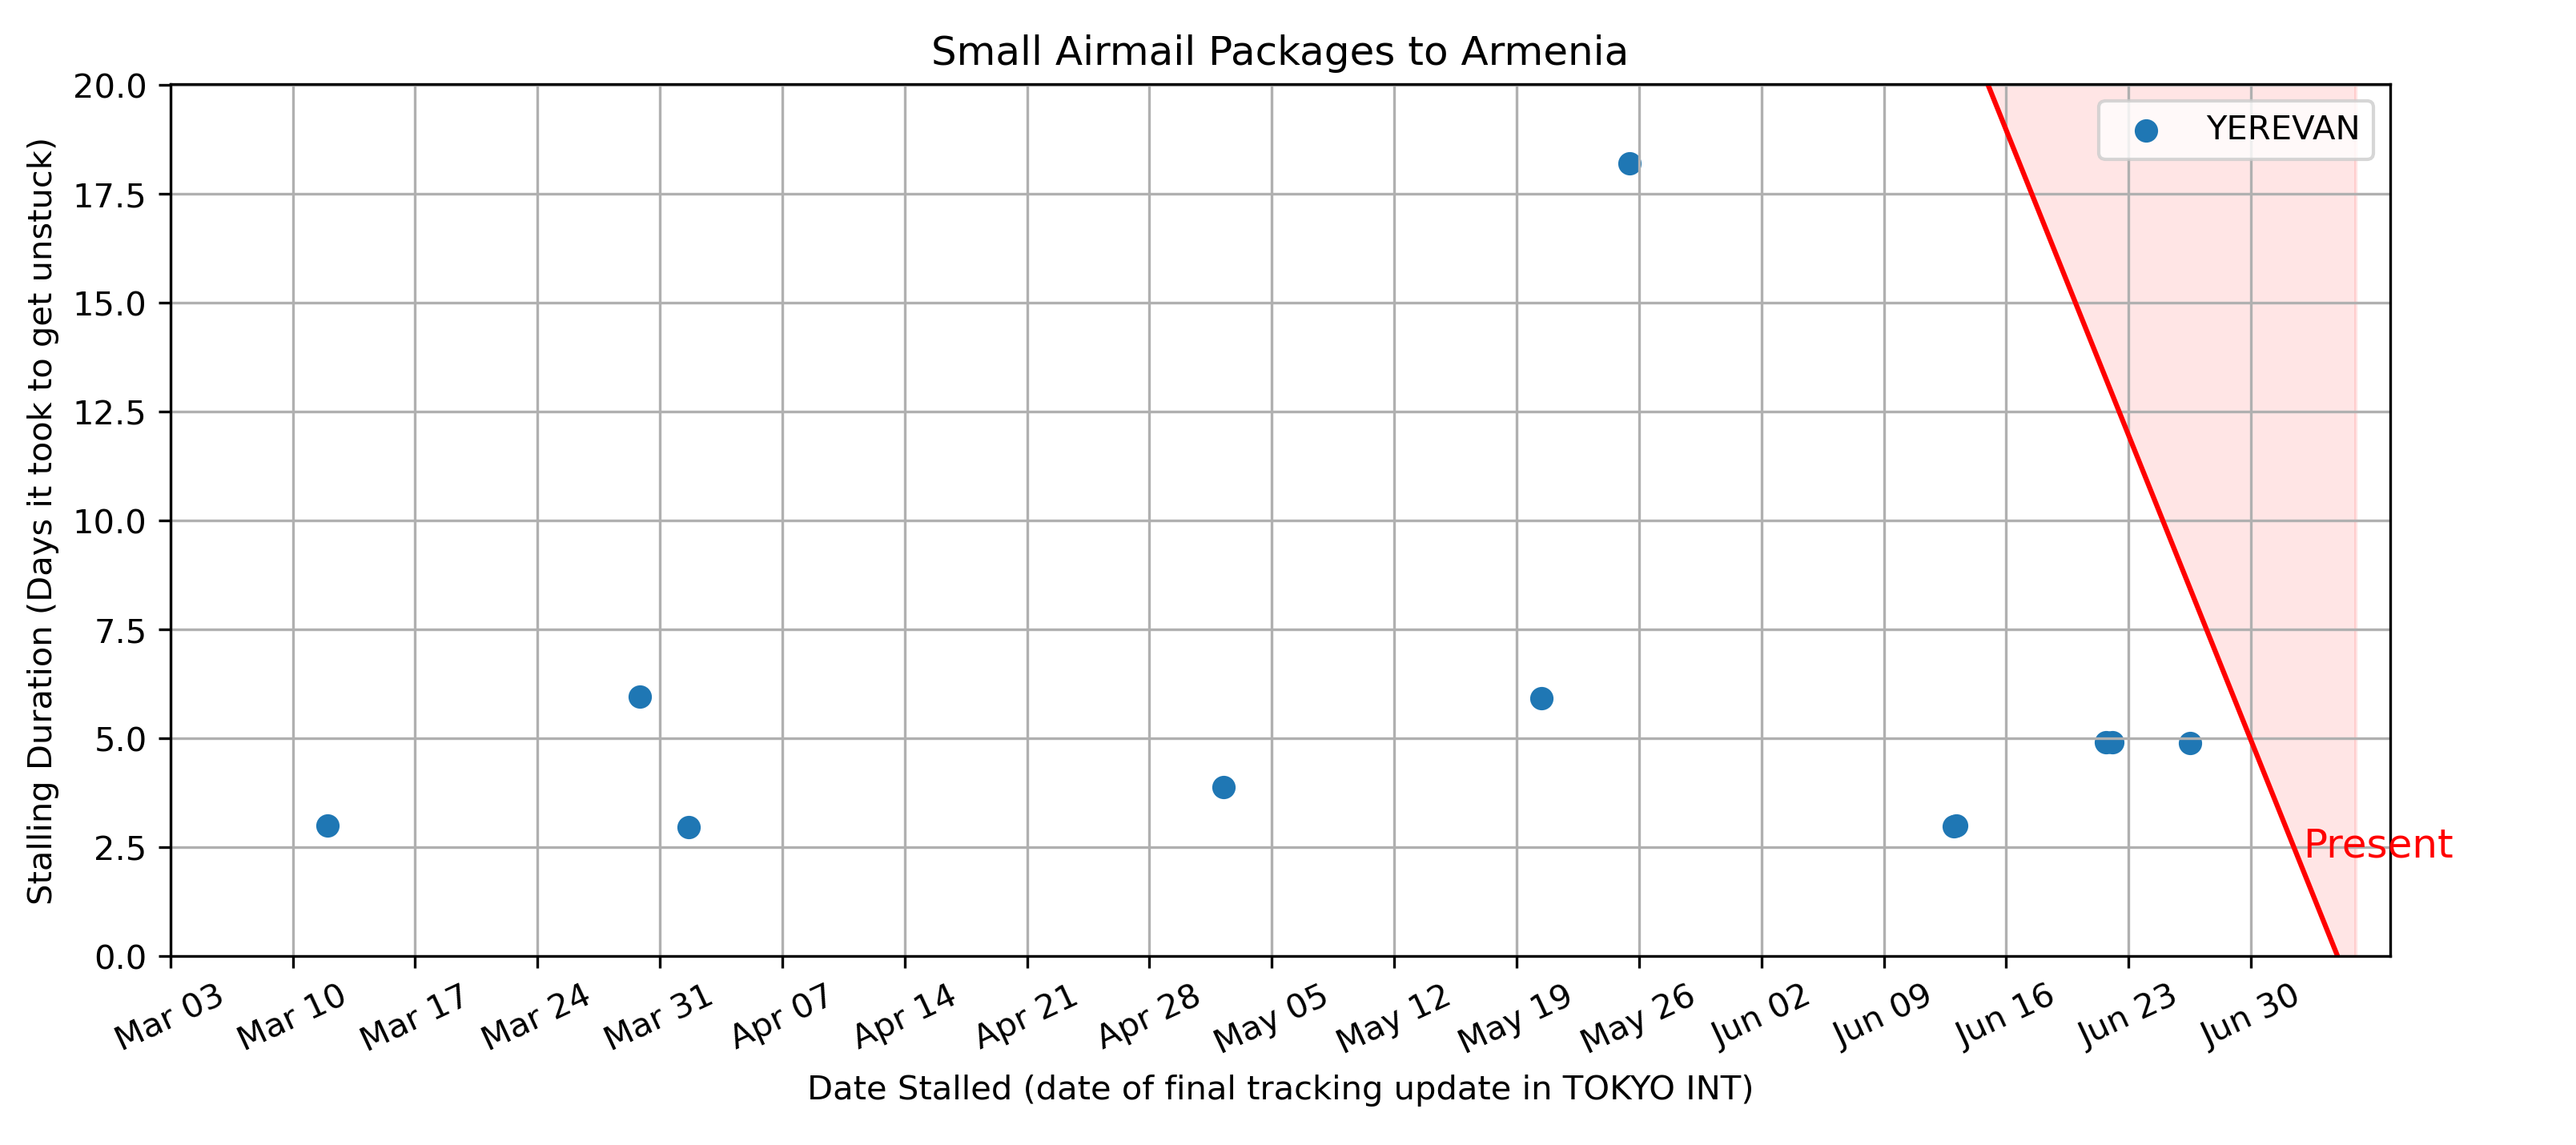 Small Airmail Packages to Armenia
Stalling Duration (Days it took to get unstuck)
20.0
17.5
15.0
12.5
10.0
7.5
5.0
2.5
0.0
YEREVAN
Present
Mar 03
Mar 10
Mar 17
Mar 24
Mar 31
Apr 07
Apr 14
Apr 21
Apr 28
May 05
May 12
May 19
May 26
Jun 02
Jun 09
Jun 16
Jun 23
Jun 30
Date Stalled (date of final tracking update in TOKYO INT)